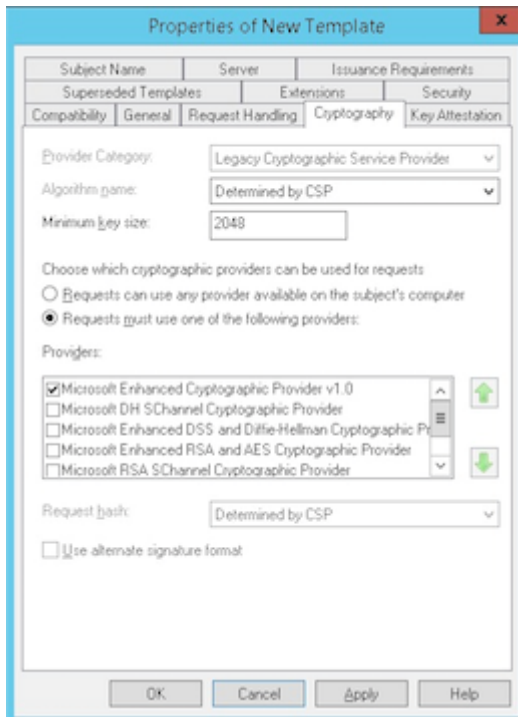 Properties of New Template
x
Subject Name Server Issuance Requirements
Superseded Templates Extensions Security
Compatibility General Request Handling Cryptography Key Attestation
Provider Category: Legacy Cryptographic Service Provider
Algorithm name: Determined by CSP
Minimum key size: 2048
Choose which cryptographic providers can be used for requests
Requests can use any provider available on the subject's computer
Requests must use one of the following providers:
Providers:
Microsoft Enhanced Cryptographic Provider v1.0
Microsoft DH SChannel Cryptographic Provider
Microsoft Enhanced DSS and Diffie-Hellman Cryptographic Pr
Microsoft Enhanced RSA and AES Cryptographic Provider
Microsoft RSA SChannel Cryptographic Provider
Request hash: Determined by CSP
Use alternate signature format
OK Cancel Apply Help